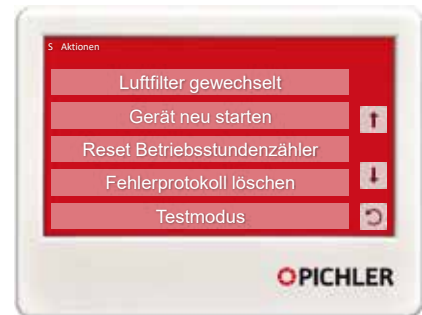 S Aktionen
Luftfilter gewechselt
Gerät neu starten
Reset Betriebsstundenzähler
Fehlerprotokoll löschen
Testmodus
PICHLER